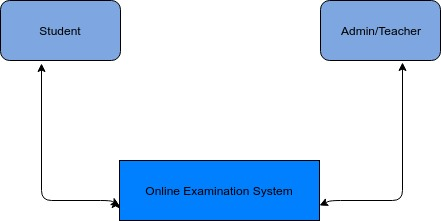 Student
Admin/Teacher
Online Examination System